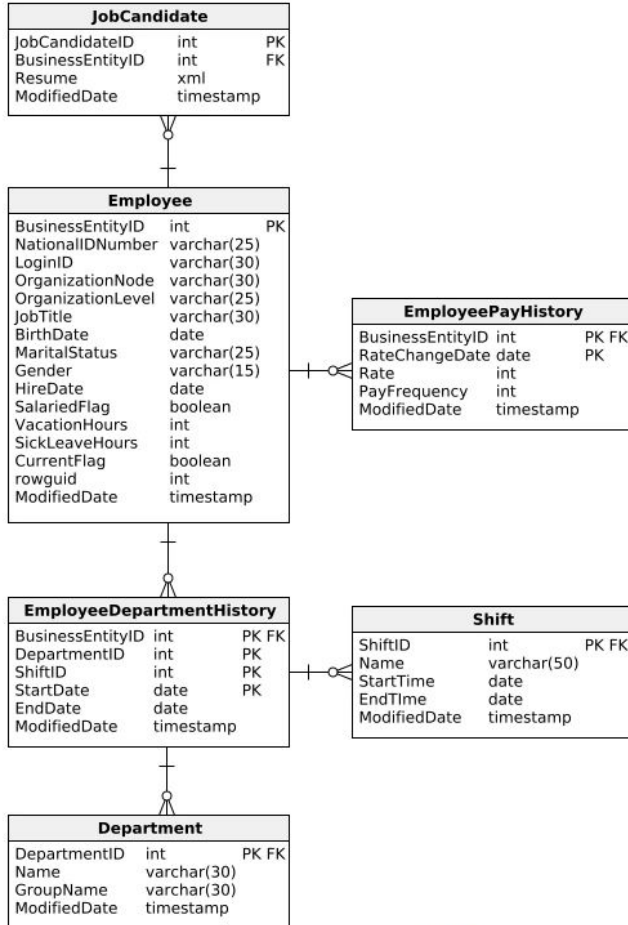 JobCandidate
JobCandidateID int PK
BusinessEntityID int FK
Resume xml
ModifiedDate timestamp
Employee
BusinessEntityID int PK
NationalIDNumber varchar(25)
LoginID varchar(30)
OrganizationNode varchar(30)
OrganizationLevel varchar(25)
JobTitle varchar(30)
BirthDate date
MaritalStatus varchar(25)
Gender varchar(15)
HireDate date
SalariedFlag boolean
VacationHours int
SickLeaveHours int
CurrentFlag boolean
rowguid int
ModifiedDate timestamp
EmployeePayHistory
BusinessEntityID int PK FK
RateChangeDate date PK
Rate int
PayFrequency int
ModifiedDate timestamp
EmployeeDepartmentHistory
BusinessEntityID int PK FK
DepartmentID int PK
ShiftID int PK
StartDate date PK
EndDate date
ModifiedDate timestamp
Shift
ShiftID int PK FK
Name varchar(50)
StartTime date
EndTIme date
ModifiedDate timestamp
Department
DepartmentID int PK FK
Name varchar(30)
GroupName varchar(30)
ModifiedDate timestamp